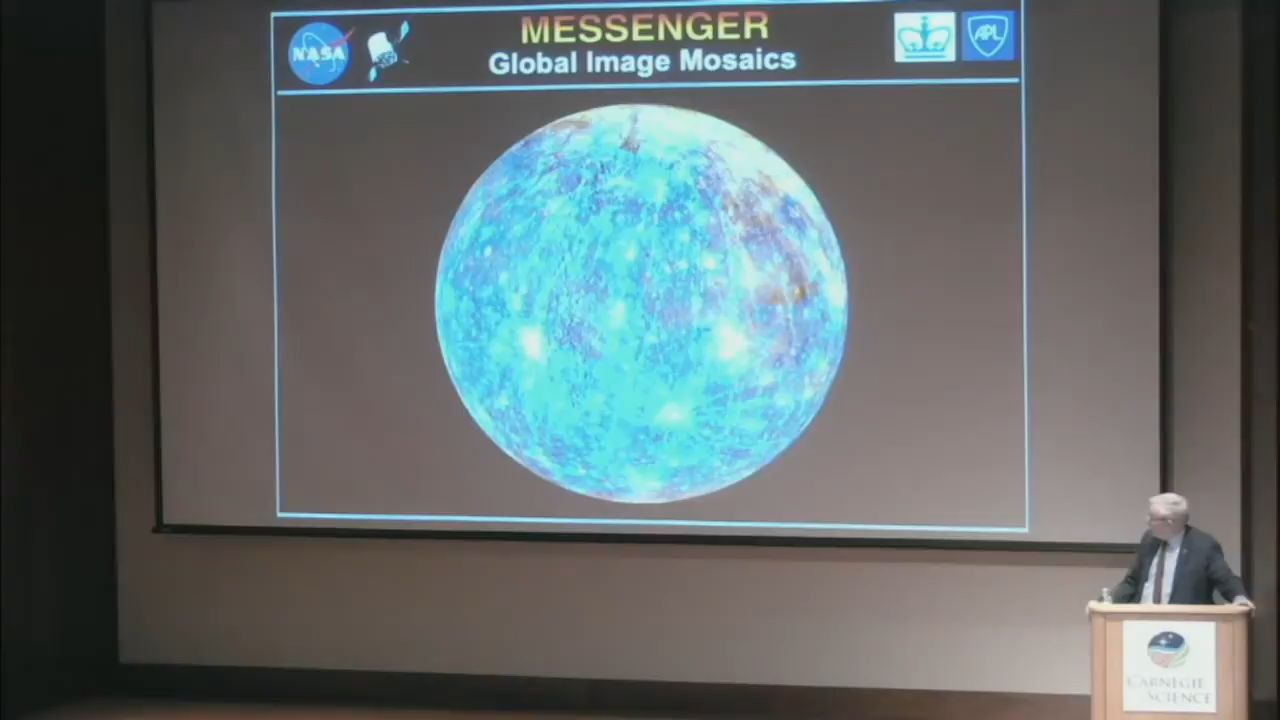 NASA
MESSENGER
Global Image Mosaics
APL
CARNEGIE
SCIENCE